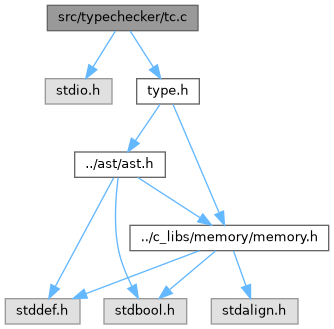 src/typechecker/tc.c
stdio.h
type.h
../ast/ast.h
../c_libs/memory/memory.h
stddef.h
stdbool.h
stdalign.h